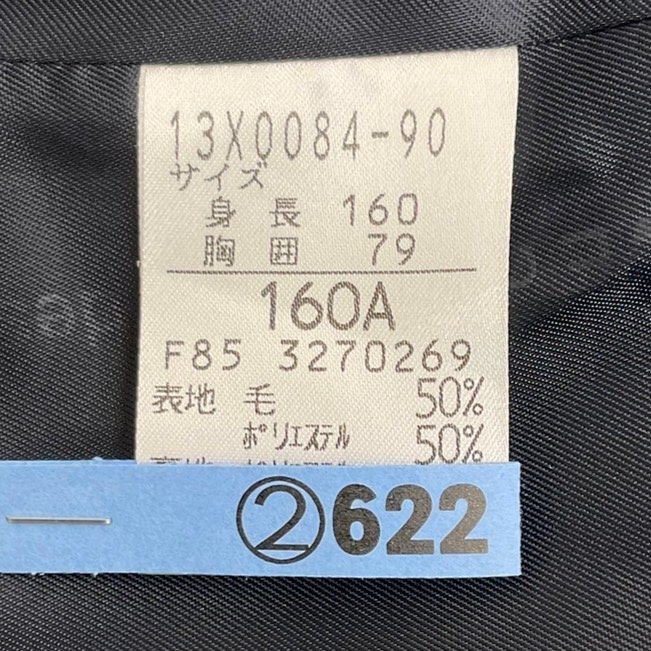 13X0084-90
サイズ
身長 160
胸囲 79
160A
F85 3270269
表地 毛 50%
ポリエステル 50%
②622